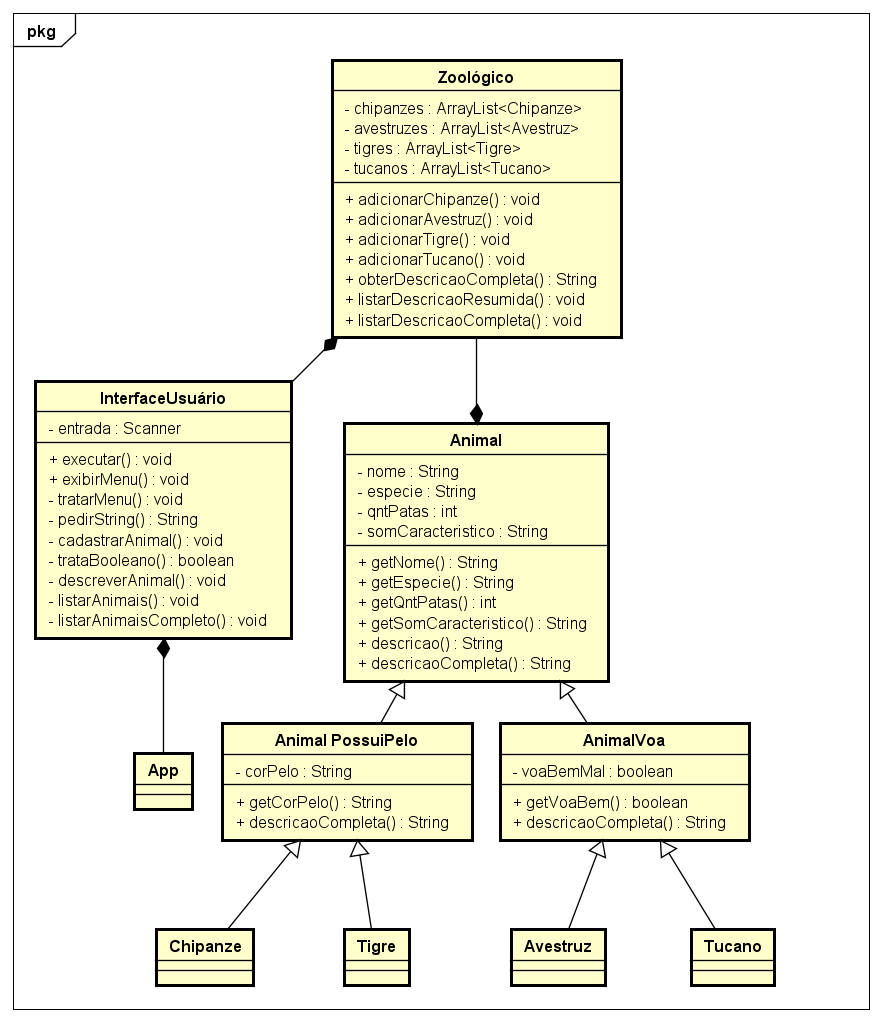 pkg
Zoológico
- chipanzes : ArrayList<Chipanze>
- avestruzes : ArrayList<Avestruz>
- tigres : ArrayList<Tigre>
- tucanos : ArrayList<Tucano>
+ adicionarChipanze() : void
+ adicionarAvestruz() : void
+ adicionarTigre() : void
+ adicionarTucano() : void
+ obterDescricaoCompleta() : String
+ listarDescricaoResumida() : void
+ listarDescricaoCompleta() : void
InterfaceUsuário
- entrada : Scanner
+ executar() : void
+ exibirMenu() : void
- tratarMenu() : void
- pedirString() : String
- cadastrarAnimal() : void
- trataBooleano() : boolean
- descreverAnimal() : void
- listarAnimais() : void
- listarAnimaisCompleto() : void
Animal
- nome : String
- especie : String
- qntPatas : int
- somCaracteristico : String
+ getNome() : String
+ getEspecie() : String
+ getQntPatas() : int
+ getSomCaracteristico() : String
+ descricao() : String
+ descricaoCompleta() : String
App
Animal PossuiPelo
- corPelo : String
+ getCorPelo() : String
+ descricaoCompleta() : String
AnimalVoa
- voaBemMal : boolean
+ getVoaBem() : boolean
+ descricaoCompleta() : String
Chipanze
Tigre
Avestruz
Tucano